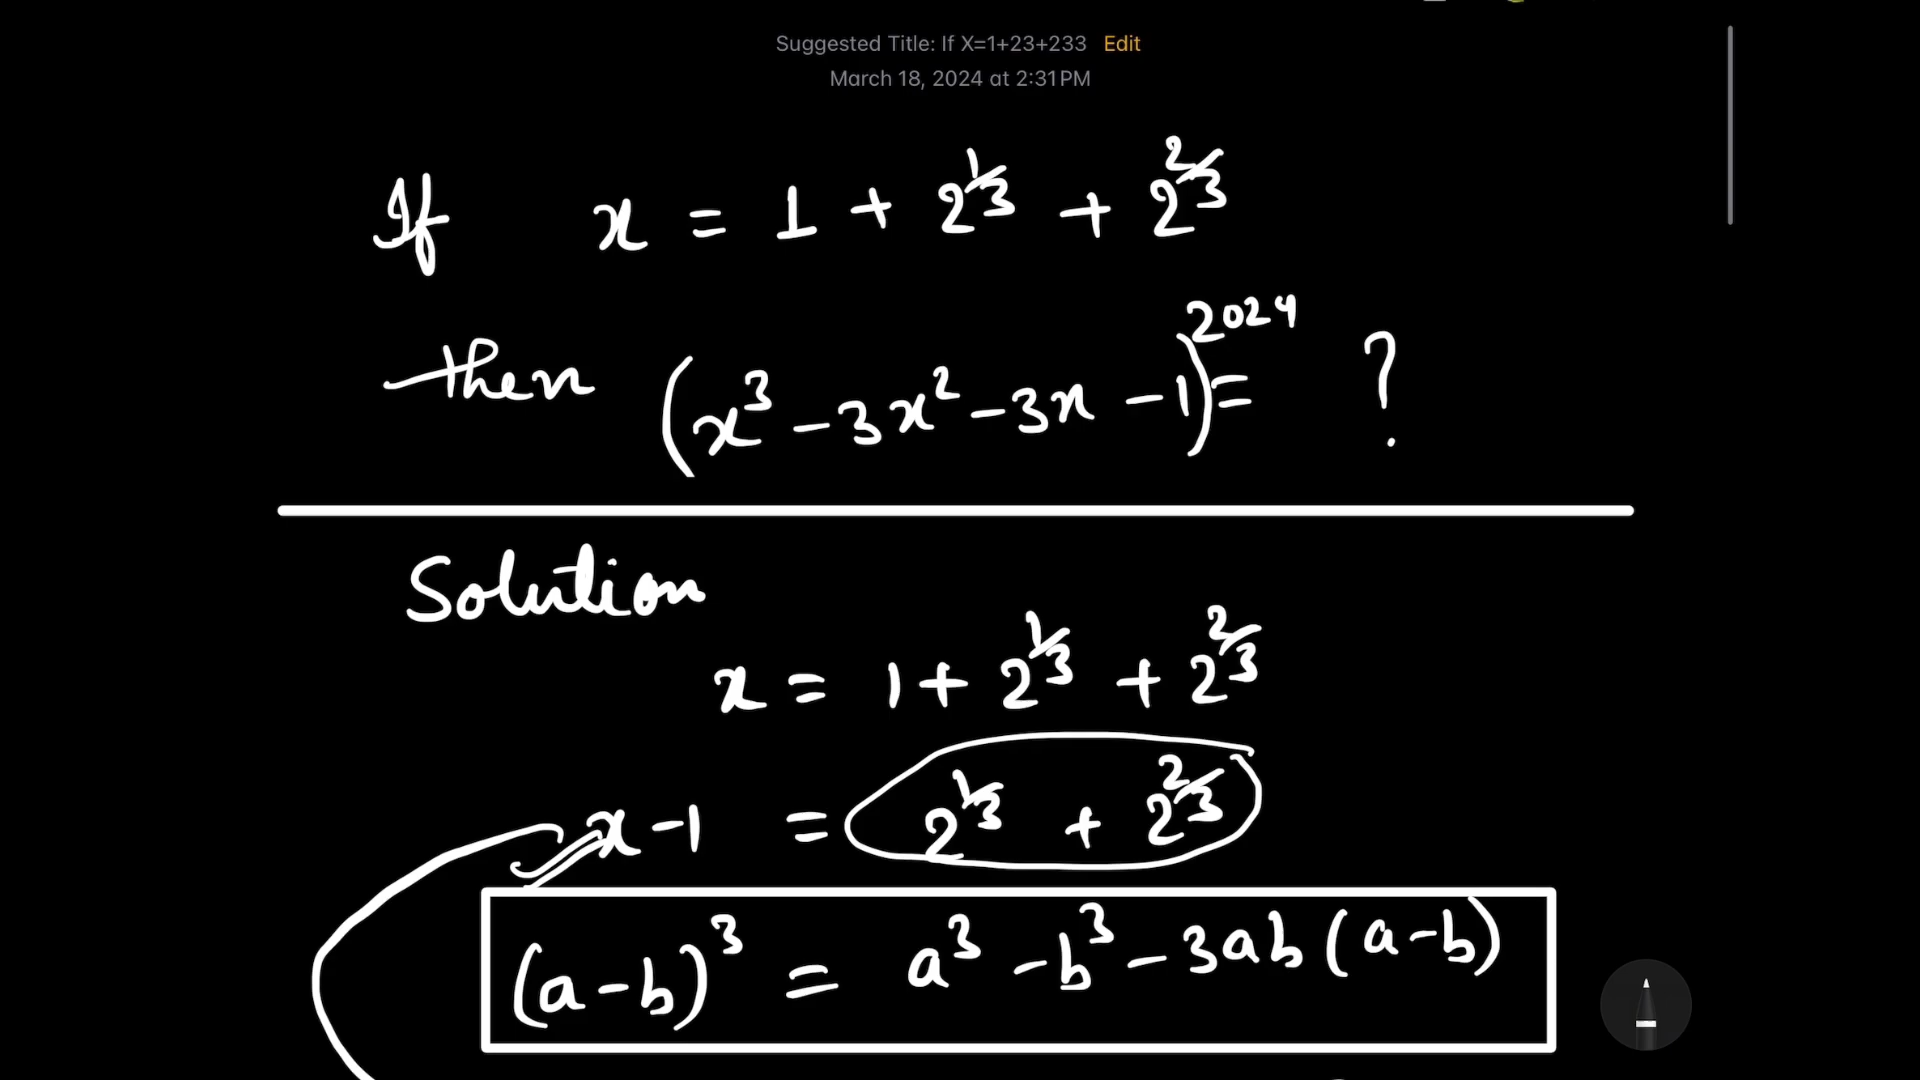 Suggested Title: If X=1+23+233 Edit
March 18, 2024 at 2:31 PM
If x = 1 + 2^{1/3} + 2^{2/3}
then (x^3 - 3x^2 - 3x - 1)^{2024} = ?
Solution
x = 1 + 2^{1/3} + 2^{2/3}
x - 1 = 2^{1/3} + 2^{2/3}
(a - b)^3 = a^3 - b^3 - 3ab (a - b)